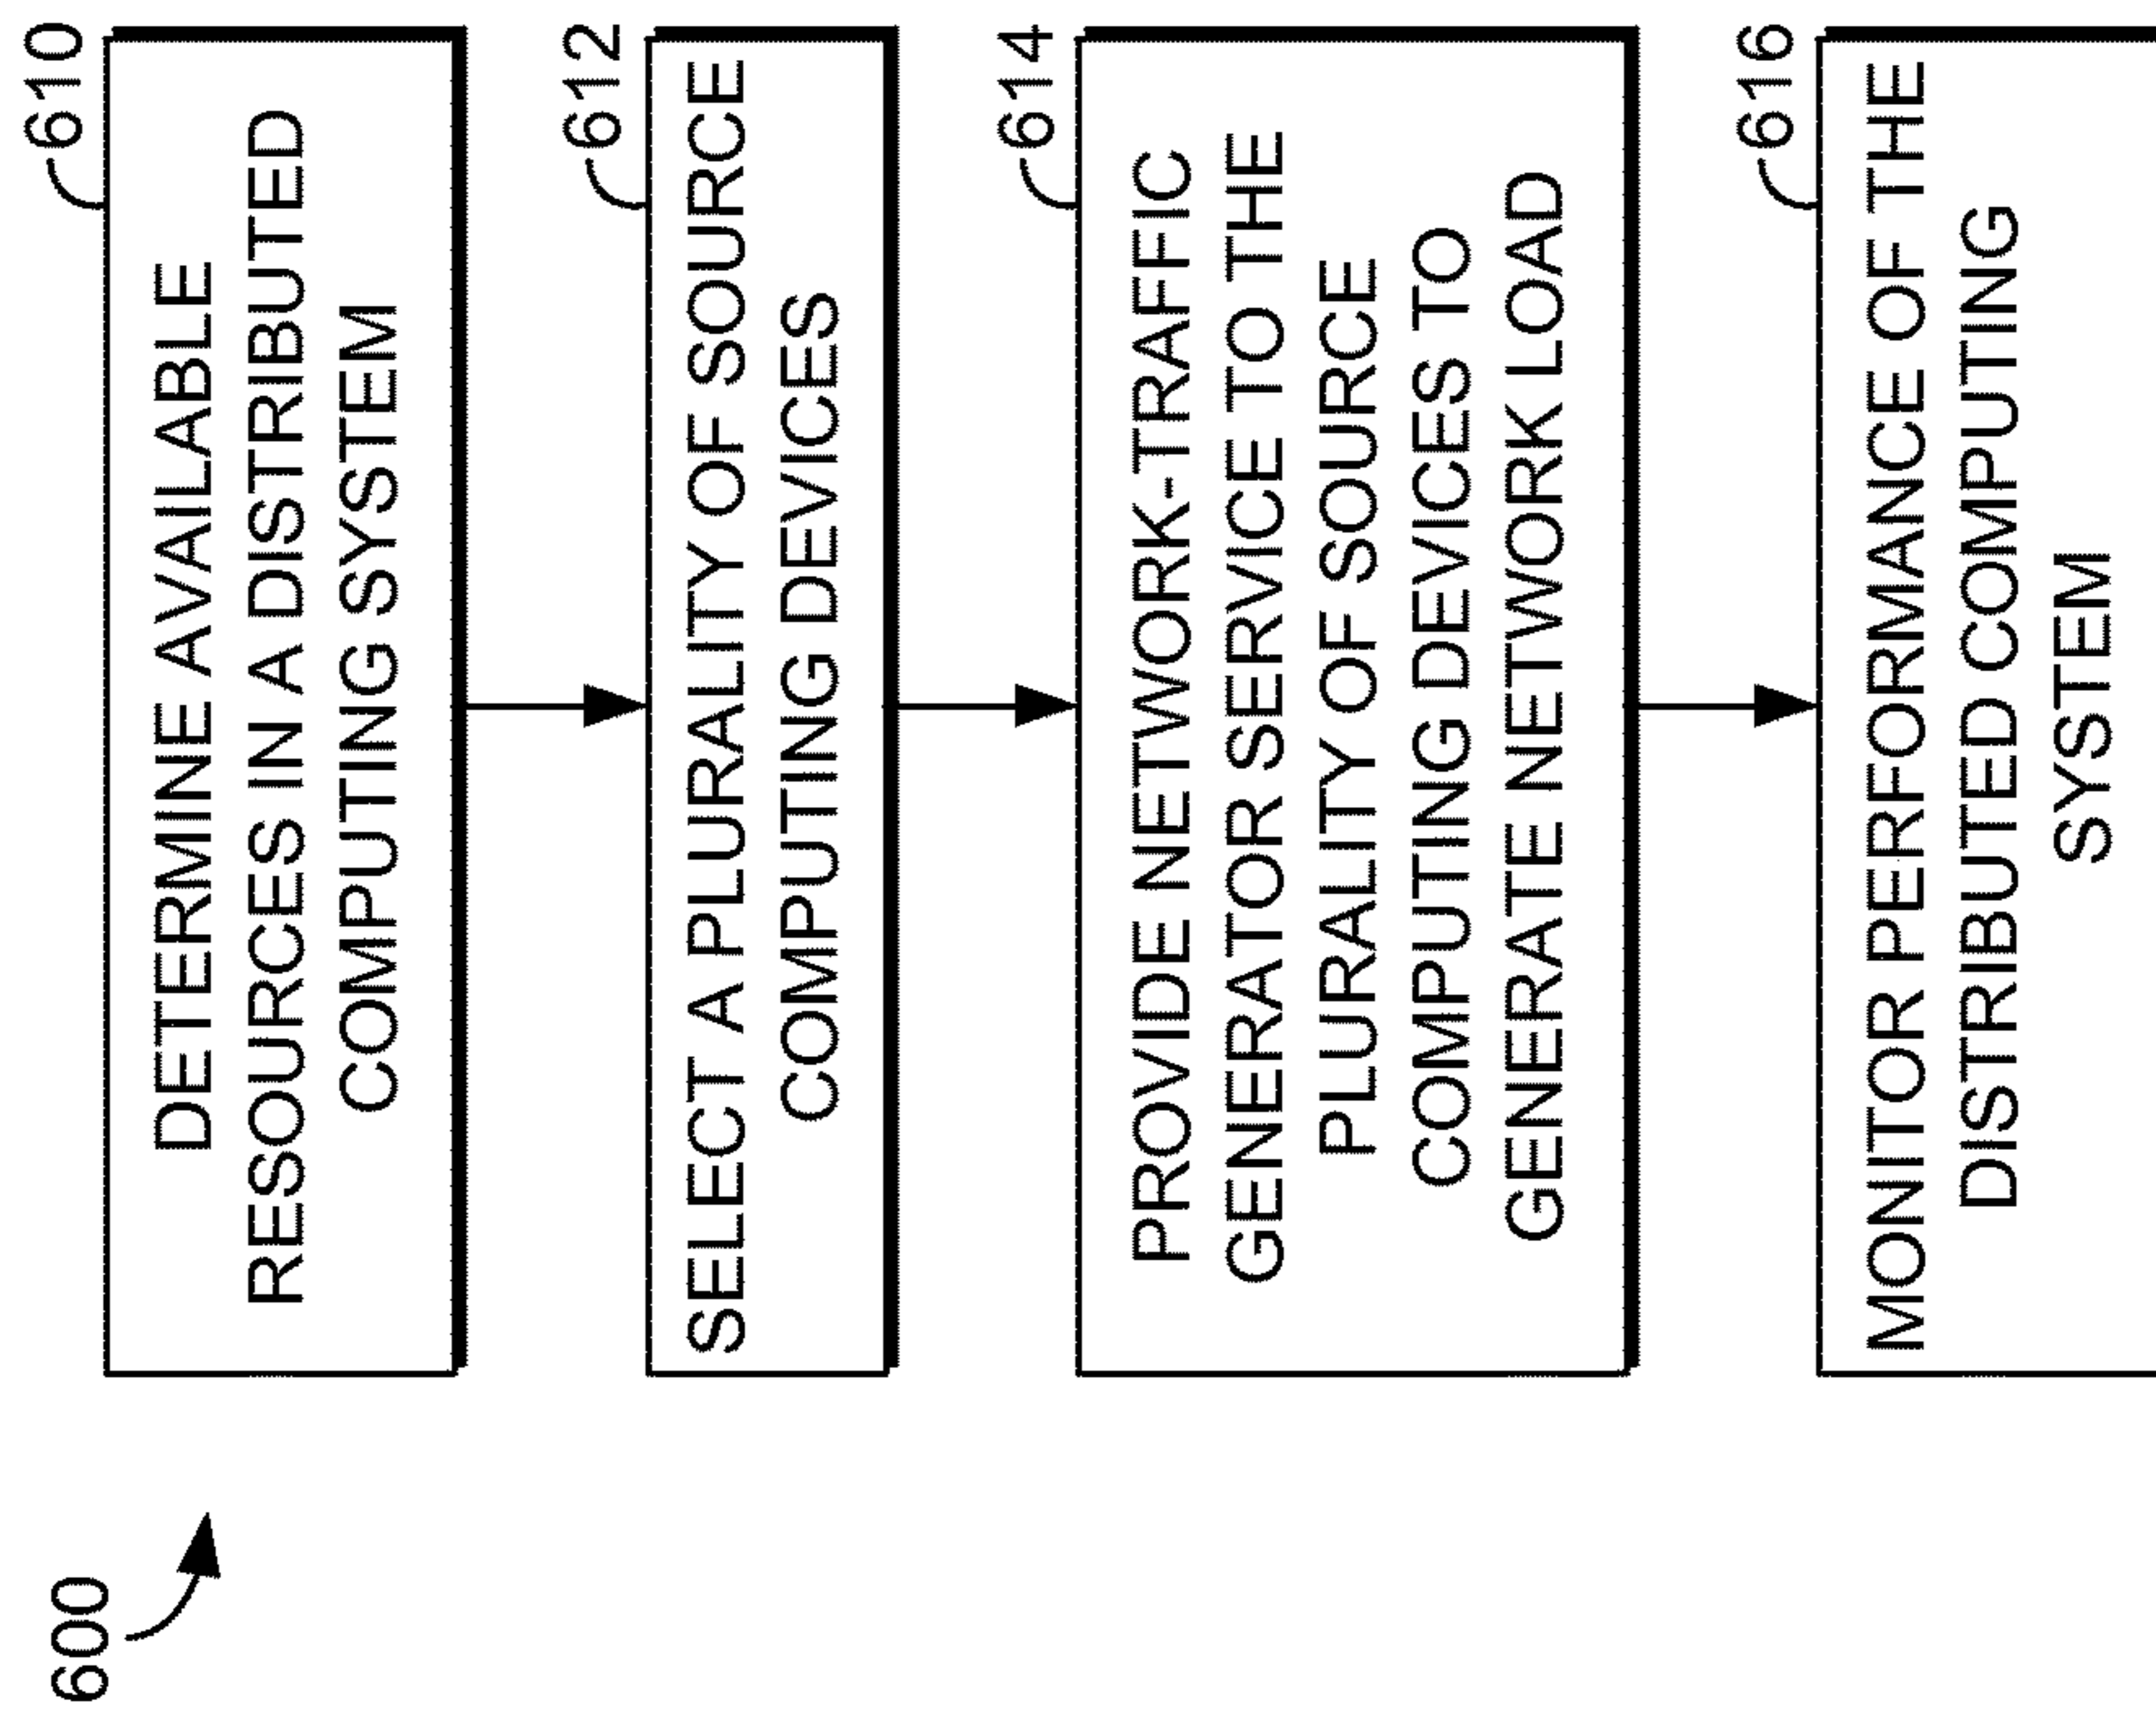 600
610
DETERMINE AVAILABLE
RESOURCES IN A DISTRIBUTED
COMPUTING SYSTEM
612
SELECT A PLURALITY OF SOURCE
COMPUTING DEVICES
614
PROVIDE NETWORK-TRAFFIC
GENERATOR SERVICE TO THE
PLURALITY OF SOURCE
COMPUTING DEVICES TO
GENERATE NETWORK LOAD
616
MONITOR PERFORMANCE OF THE
DISTRIBUTED COMPUTING
SYSTEM